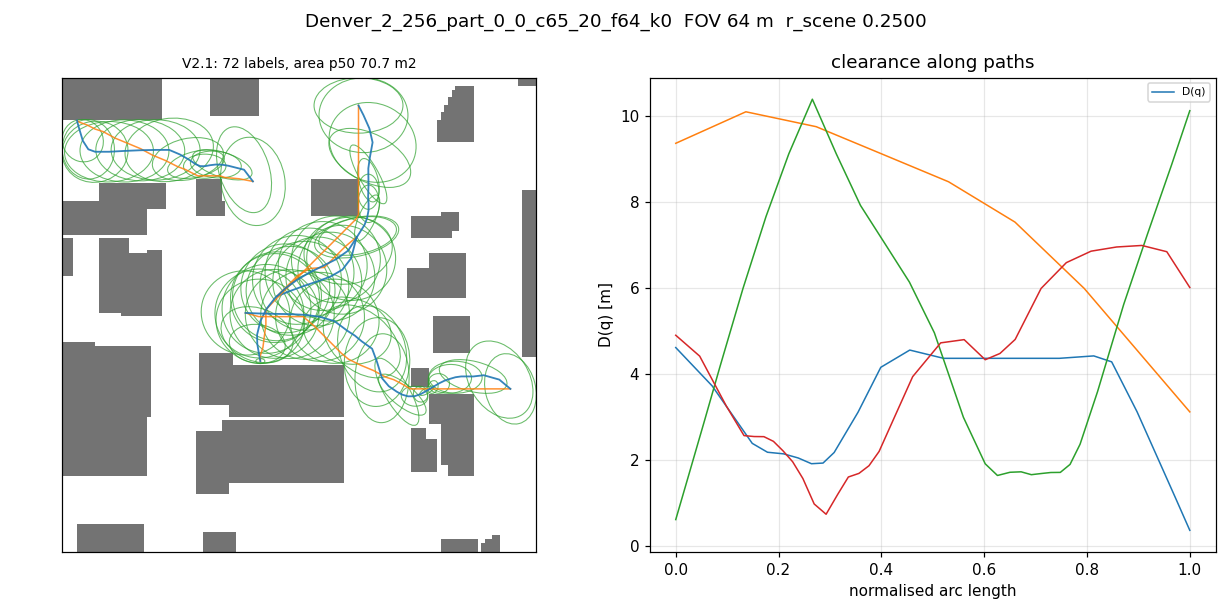 Denver_2_256_part_0_0_c65_20_f64_k0  FOV 64 m  r_scene 0.2500
V2.1: 72 labels, area p50 70.7 m2
clearance along paths
D(q)
10
8
6
4
2
0
D(q) [m]
0.0 0.2 0.4 0.6 0.8 1.0
normalised arc length